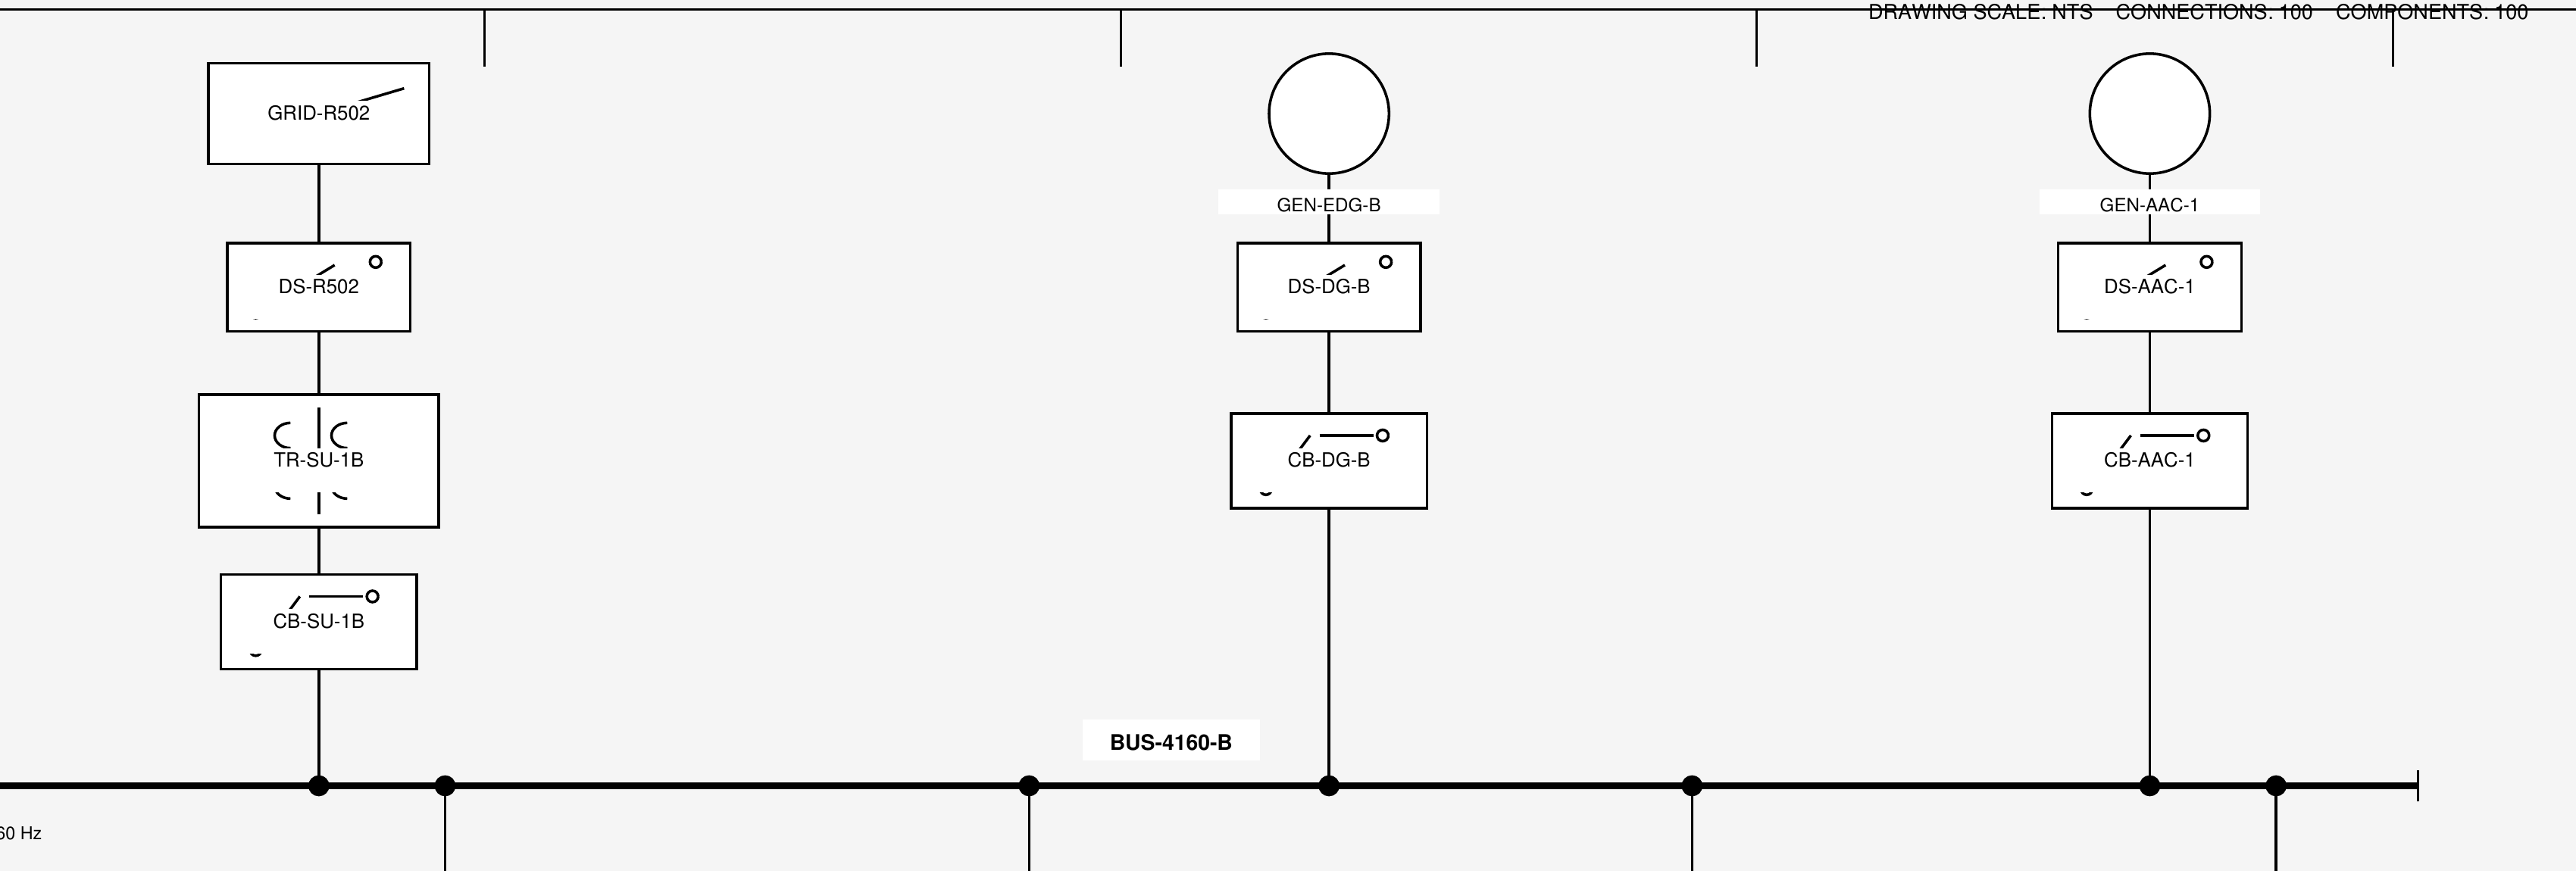 DRAWING SCALE: NTS CONNECTIONS: 100 COMPONENTS: 100
GRID-R502
GEN-EDG-B
GEN-AAC-1
DS-R502
DS-DG-B
DS-AAC-1
TR-SU-1B
CB-DG-B
CB-AAC-1
CB-SU-1B
BUS-4160-B
60 Hz